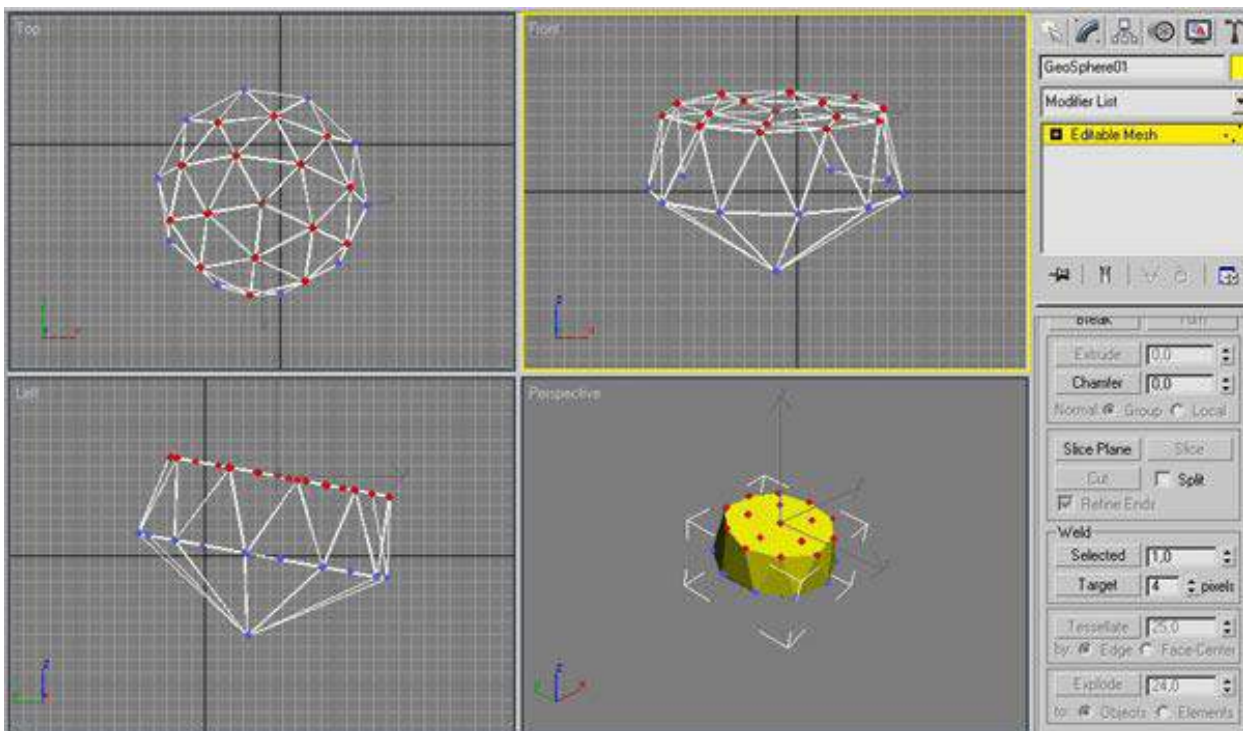 Top
Front
Left
Perspective
GeoSphere01
Modifier List
Editable Mesh
Break Turn
Extrude 0,0
Chamfer 0,0
Normal: Group Local
Slice Plane Slice
Cut Split
Refine Ends
Weld
Selected 1,0
Target 4 pixels
Tessellate 25,0
by: Edge Face-Center
Explode 24,0
to: Objects Elements